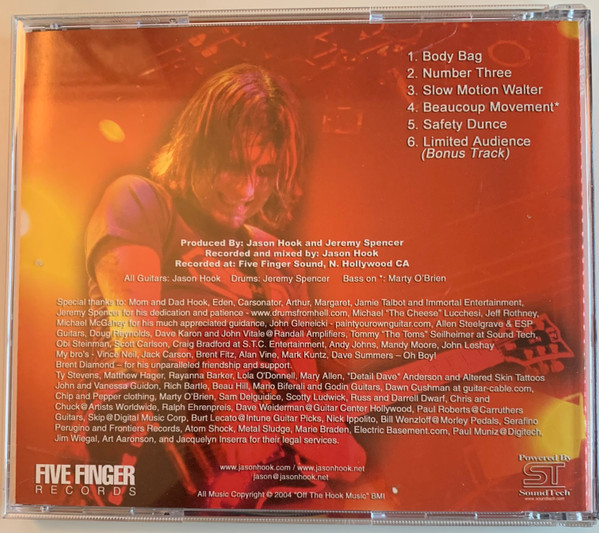 1. Body Bag
2. Number Three
3. Slow Motion Walter
4. Beaucoup Movement*
5. Safety Dunce
6. Limited Audience
(Bonus Track)
Produced By: Jason Hook and Jeremy Spencer
Recorded and mixed by: Jason Hook
Recorded at: Five Finger Sound, N. Hollywood CA
All Guitars: Jason Hook Drums: Jeremy Spencer Bass on *: Marty O'Brien
Special thanks to: Mom and Dad Hook, Eden, Carsonator, Arthur, Margaret, Jamie Talbot and Immortal Entertainment,
Jeremy Spencer for his dedication and patience - www.drumsfromhell.com, Michael "The Cheese" Lucchesi, Jeff Rothney,
Michael McGarity for his much appreciated guidance, John Glenecki - paintyourownguitar.com, Allen Steelgrave & ESP
Guitars, Doug Reynolds, Dave Karon and John Vitale@Randall Amplifiers, Tommy "The Toms" Seilheimer at Sound Tech,
Obi Steinman, Scott Carlson, Craig Bradford at S.T.C. Entertainment, Andy Johns, Mandy Moore, John Leshay
My bro's - Vince Neil, Jack Carson, Brent Fitz, Alan Vine, Mark Kuntz, Dave Summers – Oh Boy!
Brent Diamond – for his unparalleled friendship and support.
Ty Stevens, Matthew Hager, Rayanna Barker, Lola O'Donnell, Mary Allen, "Detail Dave" Anderson and Altered Skin Tattoos
John and Vanessa Guidon, Rich Bartle, Beau Hill, Mario Biferali and Godin Guitars, Dawn Cushman at guitar-cable.com,
Chip and Pepper clothing, Marty O'Brien, Sam Delguidice, Scotty Ludwick, Russ and Darrell Dwarf, Chris and
Chuck@Artists Worldwide, Ralph Ehrenpreis, Dave Weiderman@Guitar Center Hollywood, Paul Roberts@Carruthers
Guitars, Skip@Digital Music Corp, Burt Locato@Intune Guitar Picks, Nick Ippolito, Bill Wenzloff@Morley Pedals, Serafino
Perugino and Frontiers Records, Atom Shock, Metal Sludge, Marie Braden, Electric Basement.com, Paul Muniz@Digitech,
Jim Wiegal, Art Aaronson, and Jacquelyn Inserra for their legal services.
FIVE FINGER
RECORDS
www.jasonhook.com / www.jasonhook.net
jason@jasonhook.net
All Music Copyright © 2004 "Off The Hook Music" BMI
Powered By
ST
SoundTech